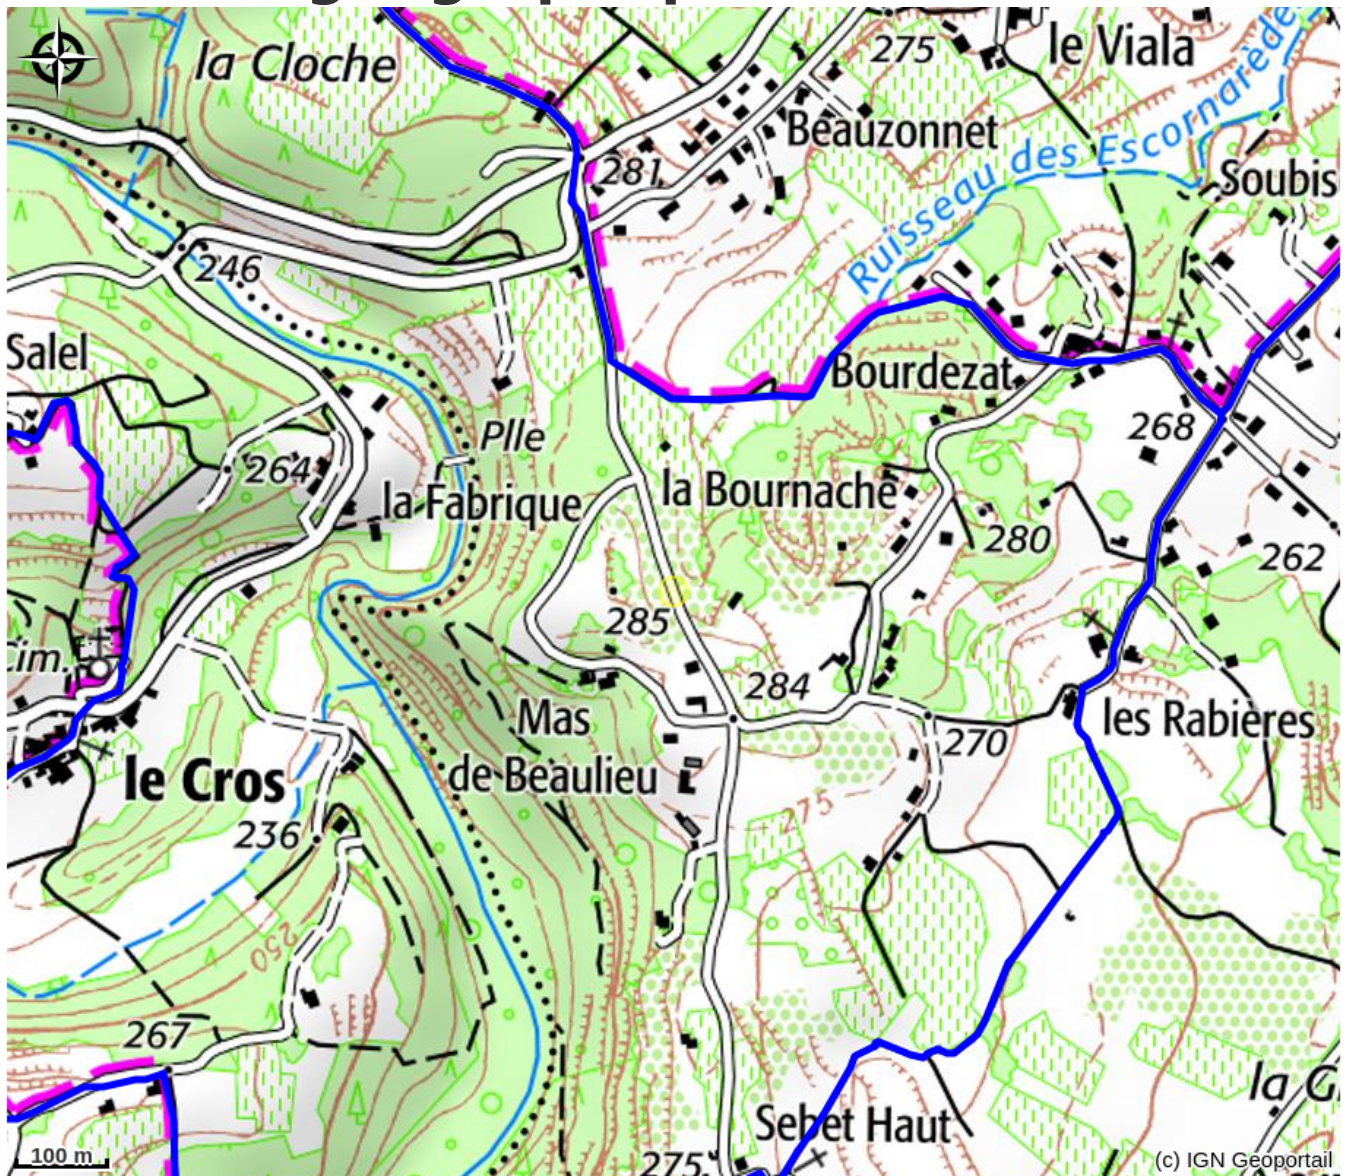 275
le Viala
la Cloche
Beauzonnet
Ruisseau des Escornarède
281
Soubis
246
Salel
Bourdezat
268
Plle
la Fabrique
264
la Bournache
280
262
285
Cim.
284
les Rabières
Mas
de Beaulieu
270
le Cros
236
275
250
267
la G
Sebet Haut
100 m
275
(c) IGN Geoportail